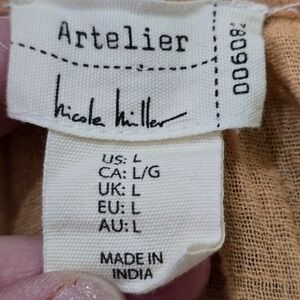 Artelier
nicole miller
00608
US: L
CA: L/G
UK: L
EU: L
AU: L
MADE IN
INDIA